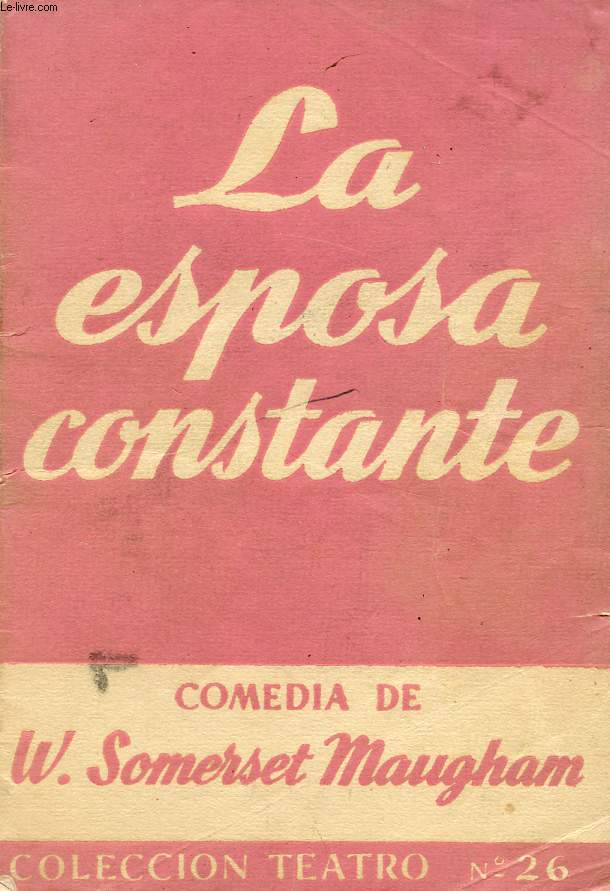 Le-livre.com
La
esposa
constante
COMEDIA DE
W. Somerset Maugham
COLECCION TEATRO Nº 26